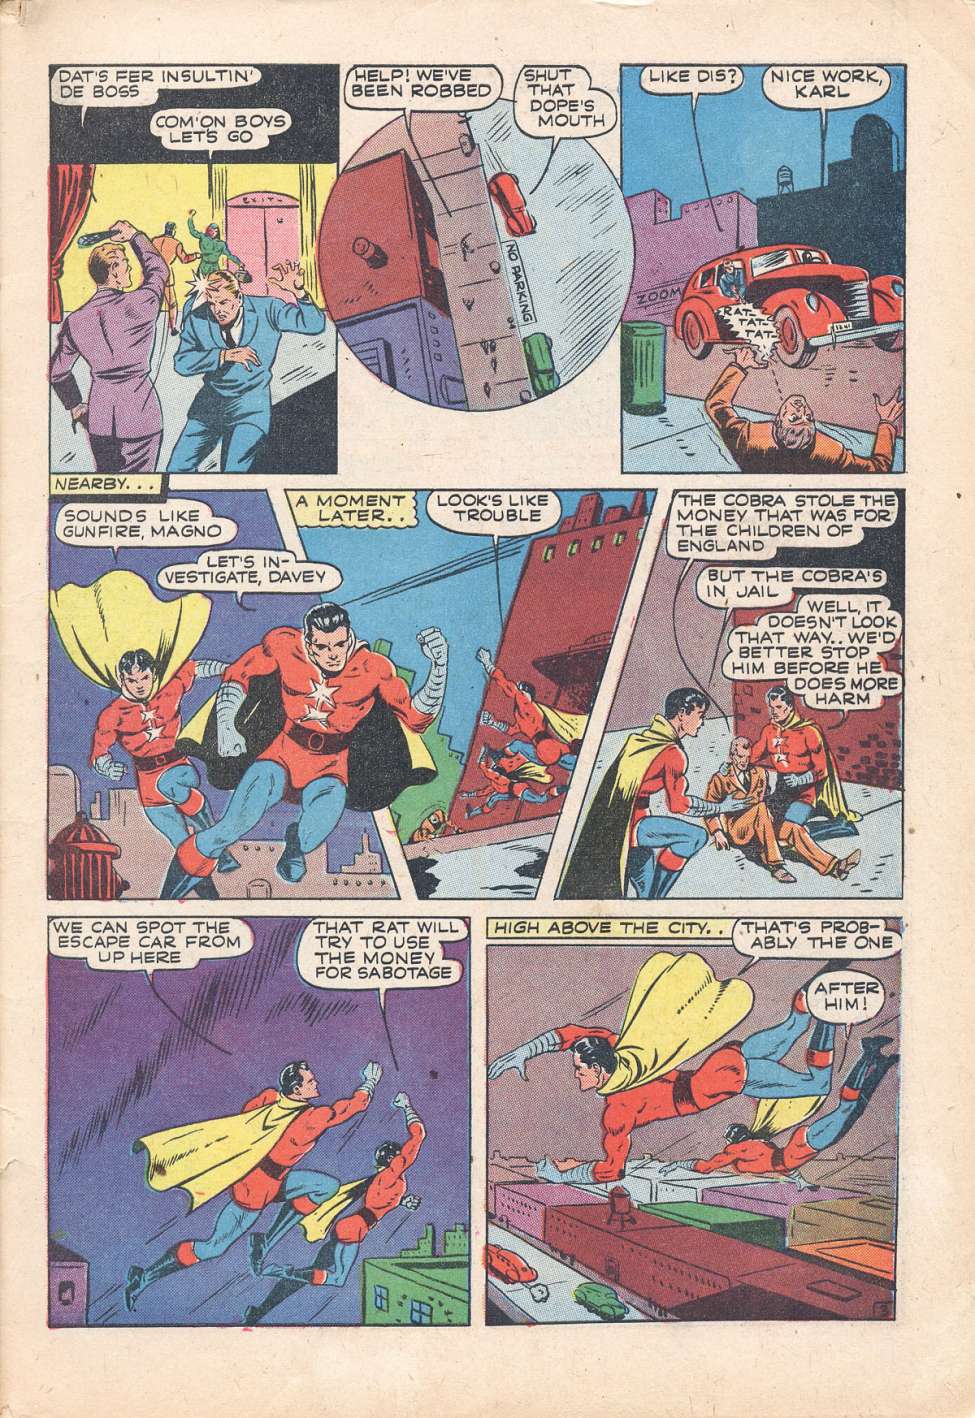 DAT'S FER INSULTIN'
DE BOSS
COM'ON BOYS
LET'S GO
EXIT
HELP! WE'VE
BEEN ROBBED
SHUT
THAT
DOPE'S
MOUTH
NO PARKING
LIKE DIS?
NICE WORK,
KARL
ZOOM
RAT-
TAT-
TAT-
NEARBY...
SOUNDS LIKE
GUNFIRE, MAGNO
LET'S IN-
VESTIGATE, DAVEY
A MOMENT
LATER..
LOOK'S LIKE
TROUBLE
THE COBRA STOLE THE
MONEY THAT WAS FOR
THE CHILDREN OF
ENGLAND
BUT THE COBRA'S
IN JAIL
WELL, IT
DOESN'T LOOK
THAT WAY.. WE'D
BETTER STOP
HIM BEFORE HE
DOES MORE
HARM
WE CAN SPOT THE
ESCAPE CAR FROM
UP HERE
THAT RAT WILL
TRY TO USE
THE MONEY
FOR SABOTAGE
HIGH ABOVE THE CITY..
THAT'S PROB-
ABLY THE ONE
AFTER
HIM!